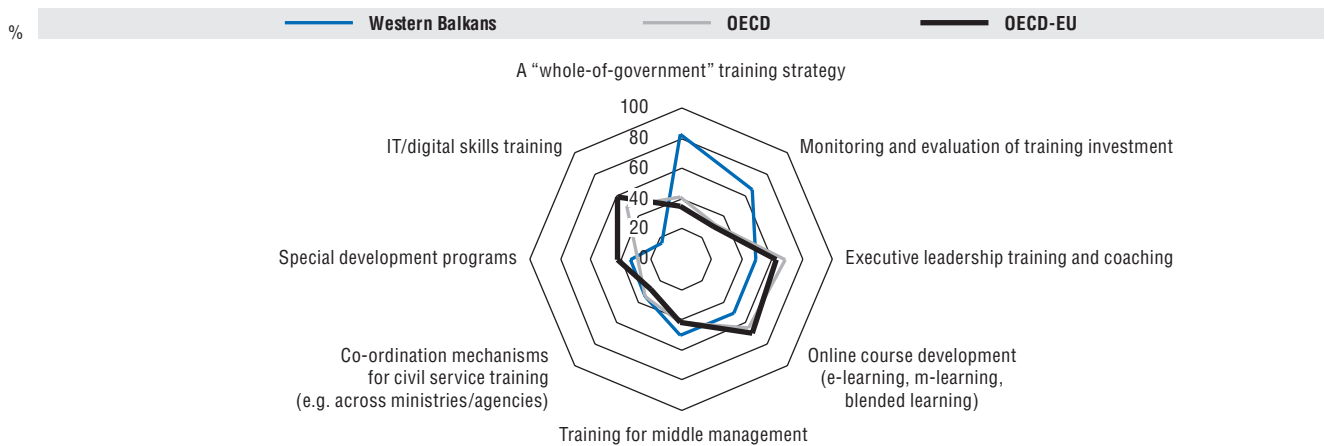 %
Western Balkans OECD OECD-EU
A “whole-of-government” training strategy
100
80
60
40
20
0
IT/digital skills training
Monitoring and evaluation of training investment
Special development programs
Executive leadership training and coaching
Co-ordination mechanisms
for civil service training
(e.g. across ministries/agencies)
Online course development
(e-learning, m-learning,
blended learning)
Training for middle management